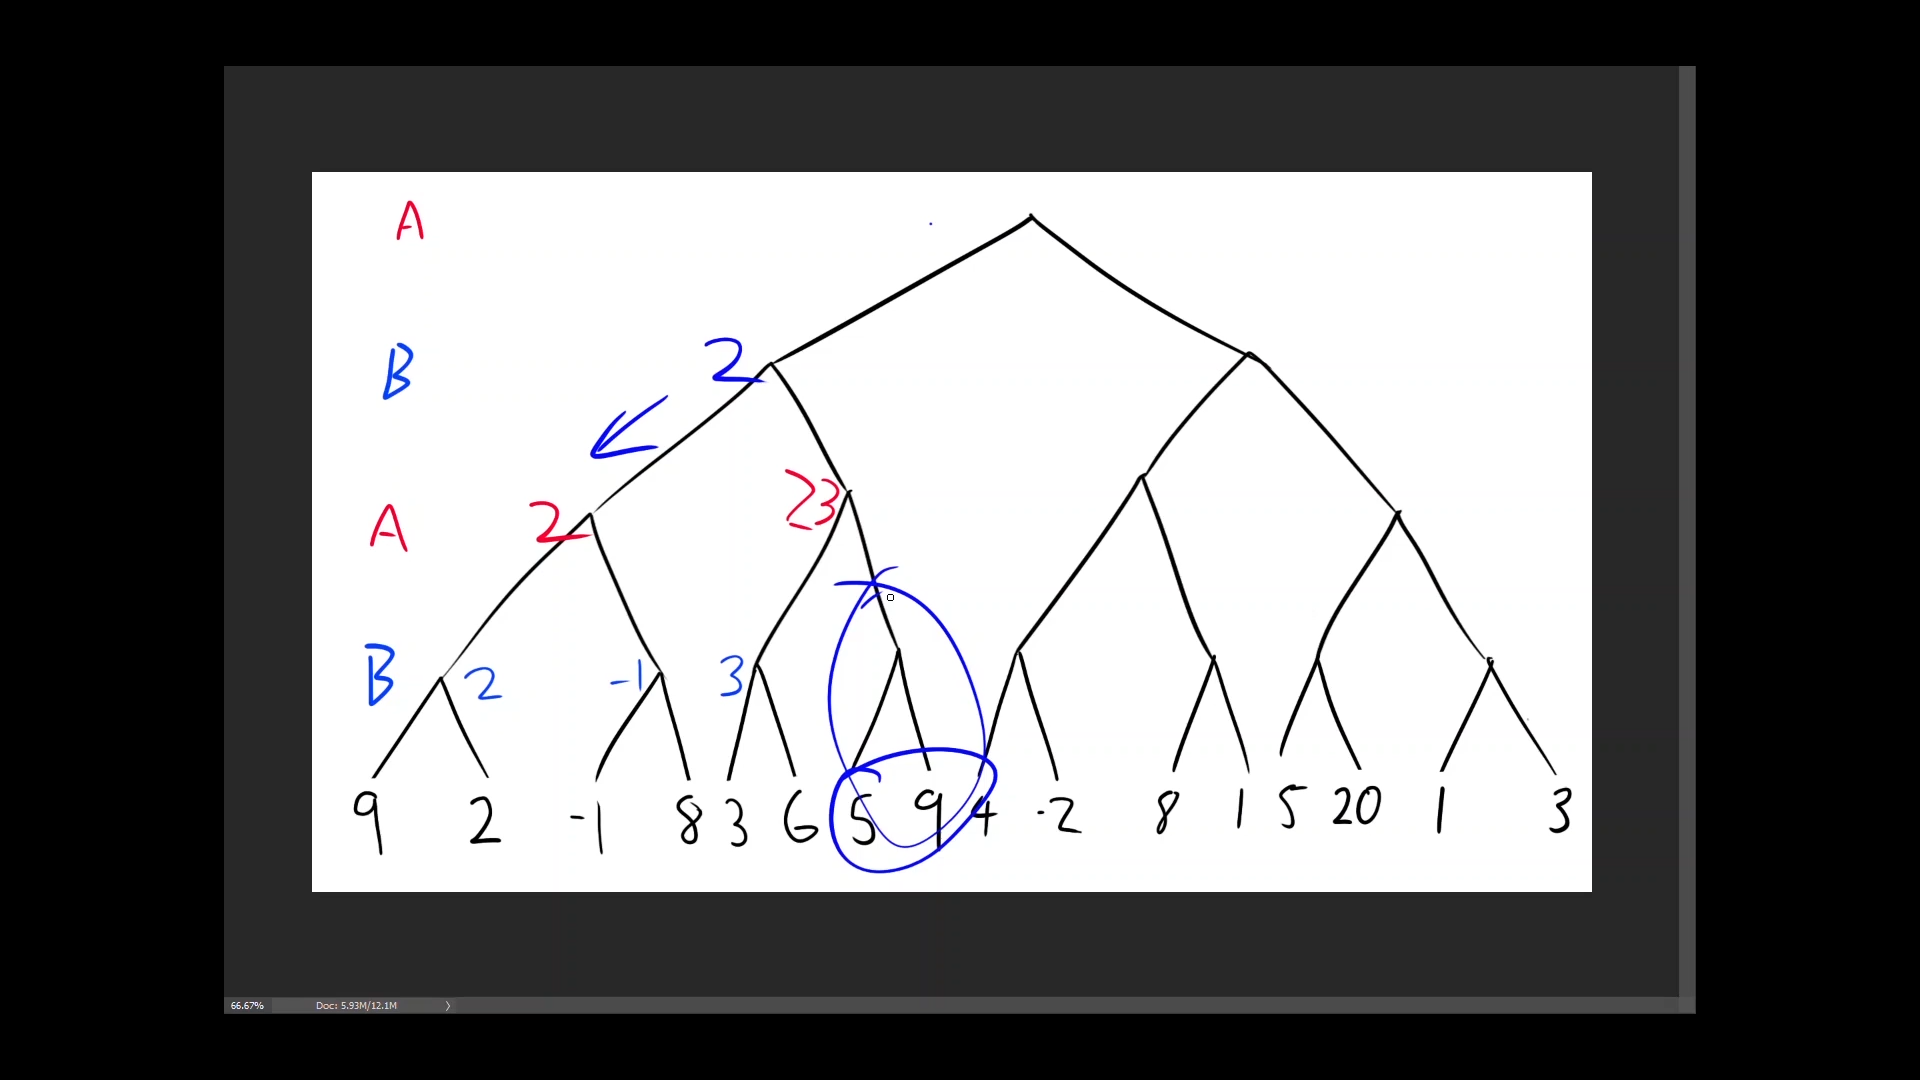 A
B 2
A 2 ≥3
B 2 -1 3
9 2 -1 8 3 6 5 9 4 -2 8 1 5 20 1 3
66.67% Doc: 5.93M/12.1M >